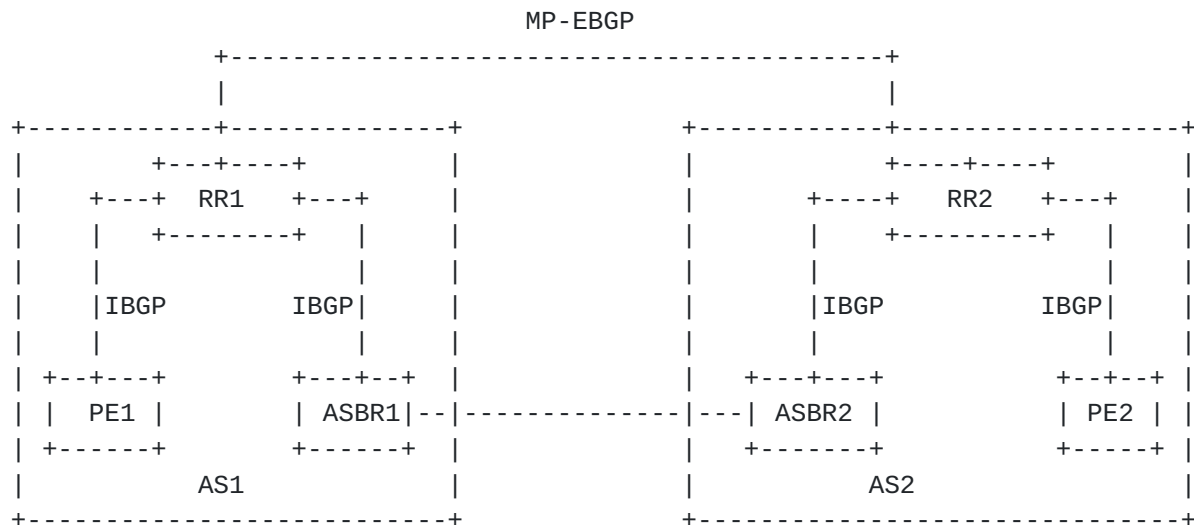 MP-EBGP
RR1 RR2
IBGP IBGP IBGP IBGP
PE1 ASBR1 ASBR2 PE2
AS1 AS2